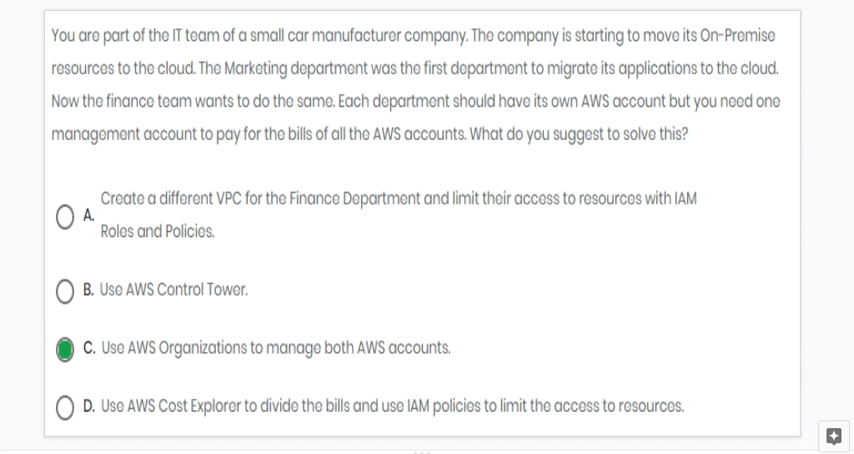 You are part of the IT team of a small car manufacturer company. The company is starting to move its On-Premise
resources to the cloud. The Marketing department was the first department to migrate its applications to the cloud.
Now the finance team wants to do the same. Each department should have its own AWS account but you need one
management account to pay for the bills of all the AWS accounts. What do you suggest to solve this?
A. Create a different VPC for the Finance Department and limit their access to resources with IAM
Roles and Policies.
B. Use AWS Control Tower.
C. Use AWS Organizations to manage both AWS accounts.
D. Use AWS Cost Explorer to divide the bills and use IAM policies to limit the access to resources.